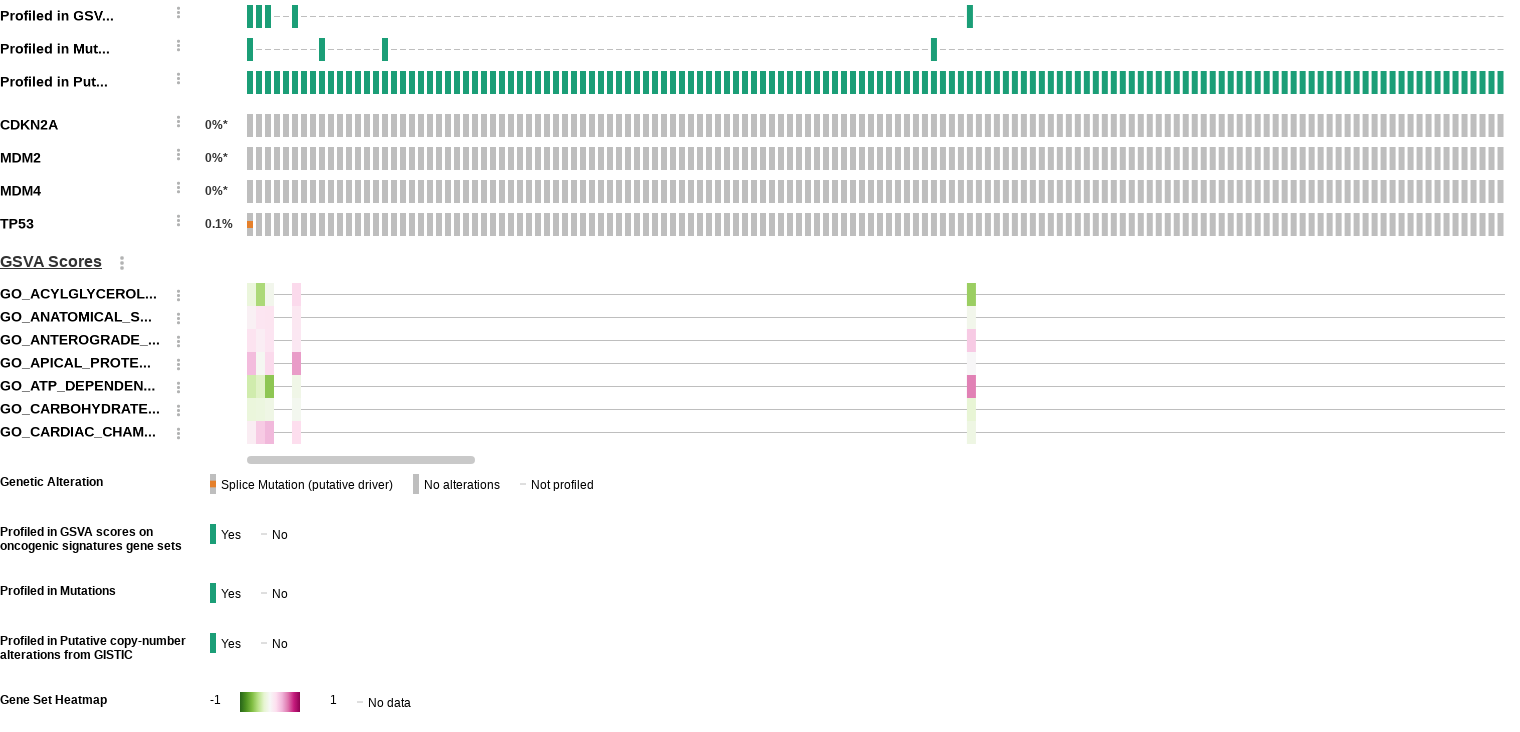 Profiled in GSV...
Profiled in Mut...
Profiled in Put...
CDKN2A 0%*
MDM2 0%*
MDM4 0%*
TP53 0.1%
GSVA Scores
GO_ACYLGLYCEROL...
GO_ANATOMICAL_S...
GO_ANTEROGRADE_...
GO_APICAL_PROTE...
GO_ATP_DEPENDEN...
GO_CARBOHYDRATE...
GO_CARDIAC_CHAM...
Genetic Alteration Splice Mutation (putative driver) No alterations Not profiled
Profiled in GSVA scores on
oncogenic signatures gene sets Yes No
Profiled in Mutations Yes No
Profiled in Putative copy-number
alterations from GISTIC Yes No
Gene Set Heatmap -1 1 No data